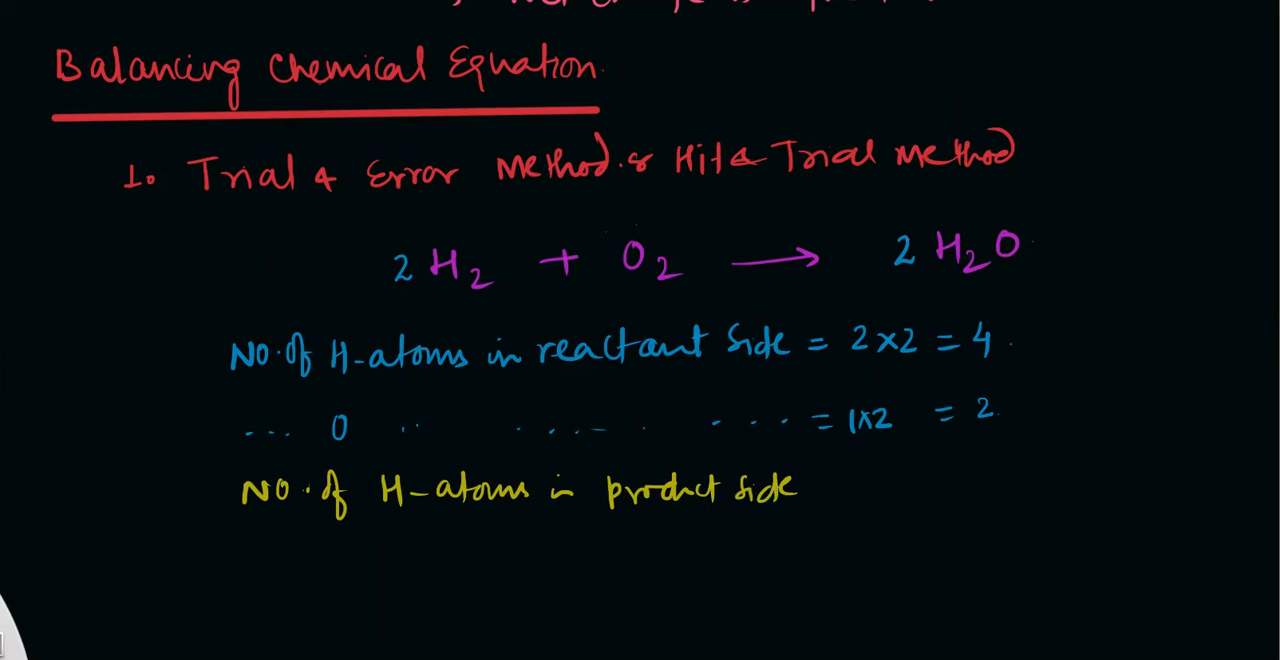 Balancing Chemical Equation.
1. Trial & Error Method. & Hit & Trial Method
2 H₂ + O₂ → 2 H₂O
No. of H-atoms in reactant side = 2×2 = 4.
... O .. .... . ... = 1×2 = 2.
No. of H-atoms in product side